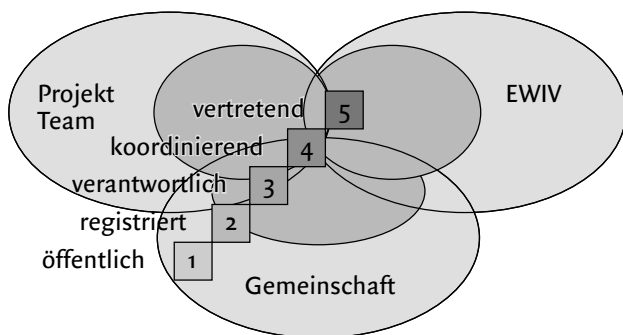 Projekt
Team
EWIV
vertretend 5
koordinierend 4
verantwortlich 3
registriert 2
öffentlich 1
Gemeinschaft